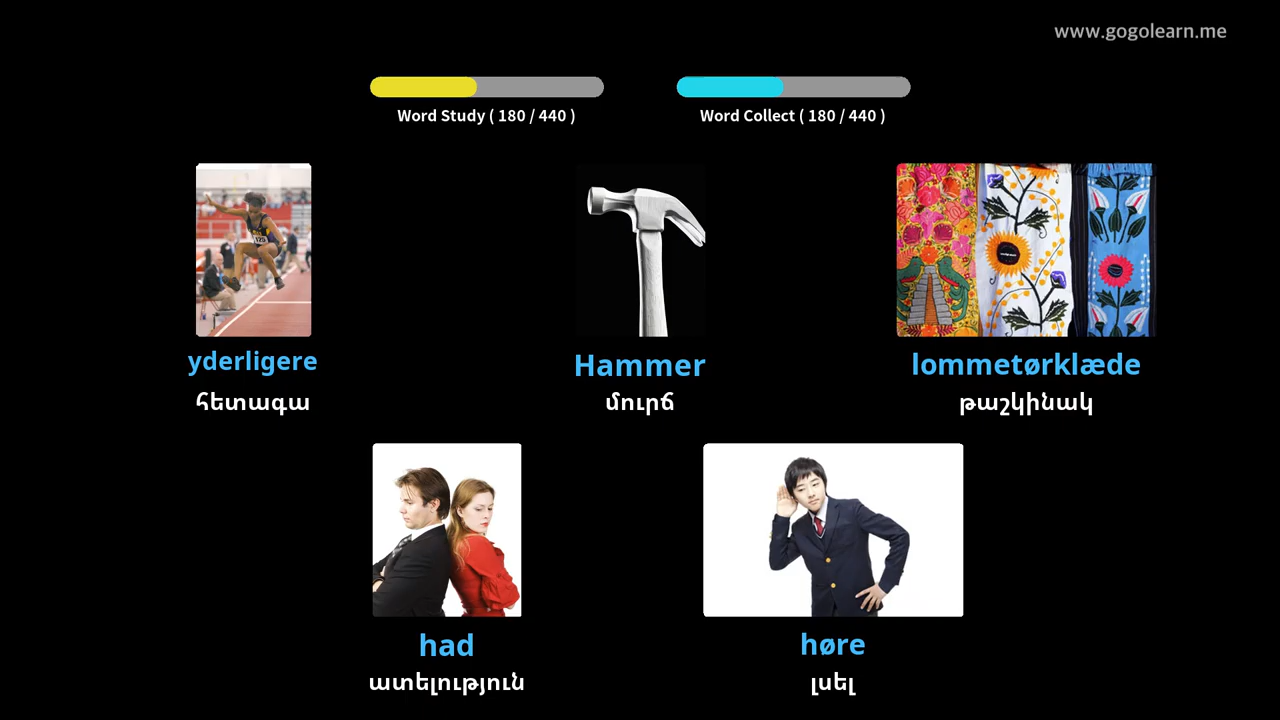 www.gogolearn.me
Word Study ( 180 / 440 )
Word Collect ( 180 / 440 )
yderligere
հետագա
Hammer
մուրճ
lommetørklæde
թաշկինակ
had
ատելություն
høre
լսել